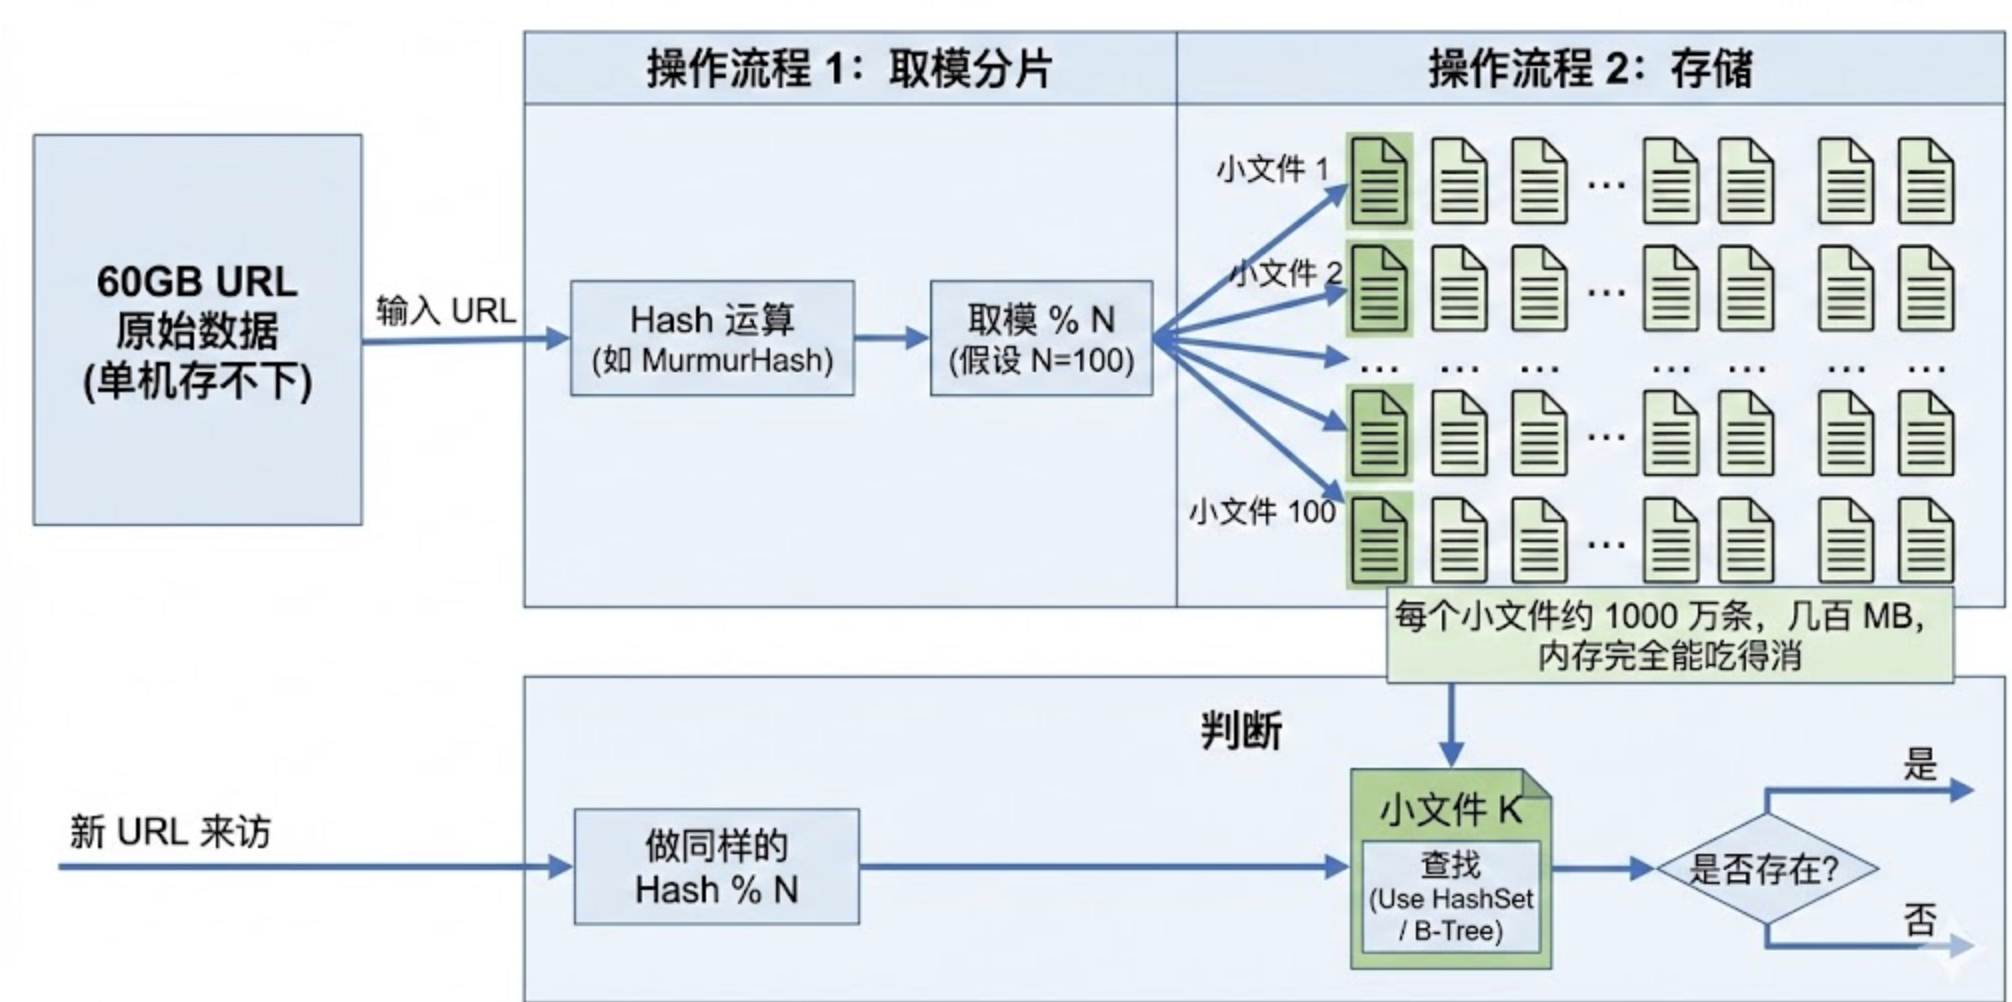 操作流程 1：取模分片
操作流程 2：存储
60GB URL
原始数据
(单机存不下)
输入 URL
Hash 运算
(如 MurmurHash)
取模 % N
(假设 N=100)
小文件 1
...
小文件 2
...
... ... ... ... ... ... ...
...
小文件 100
...
每个小文件约 1000 万条，几百 MB，
内存完全能吃得消
判断
新 URL 来访
做同样的
Hash % N
小文件 K
查找
(Use HashSet
/ B-Tree)
是否存在?
是
否